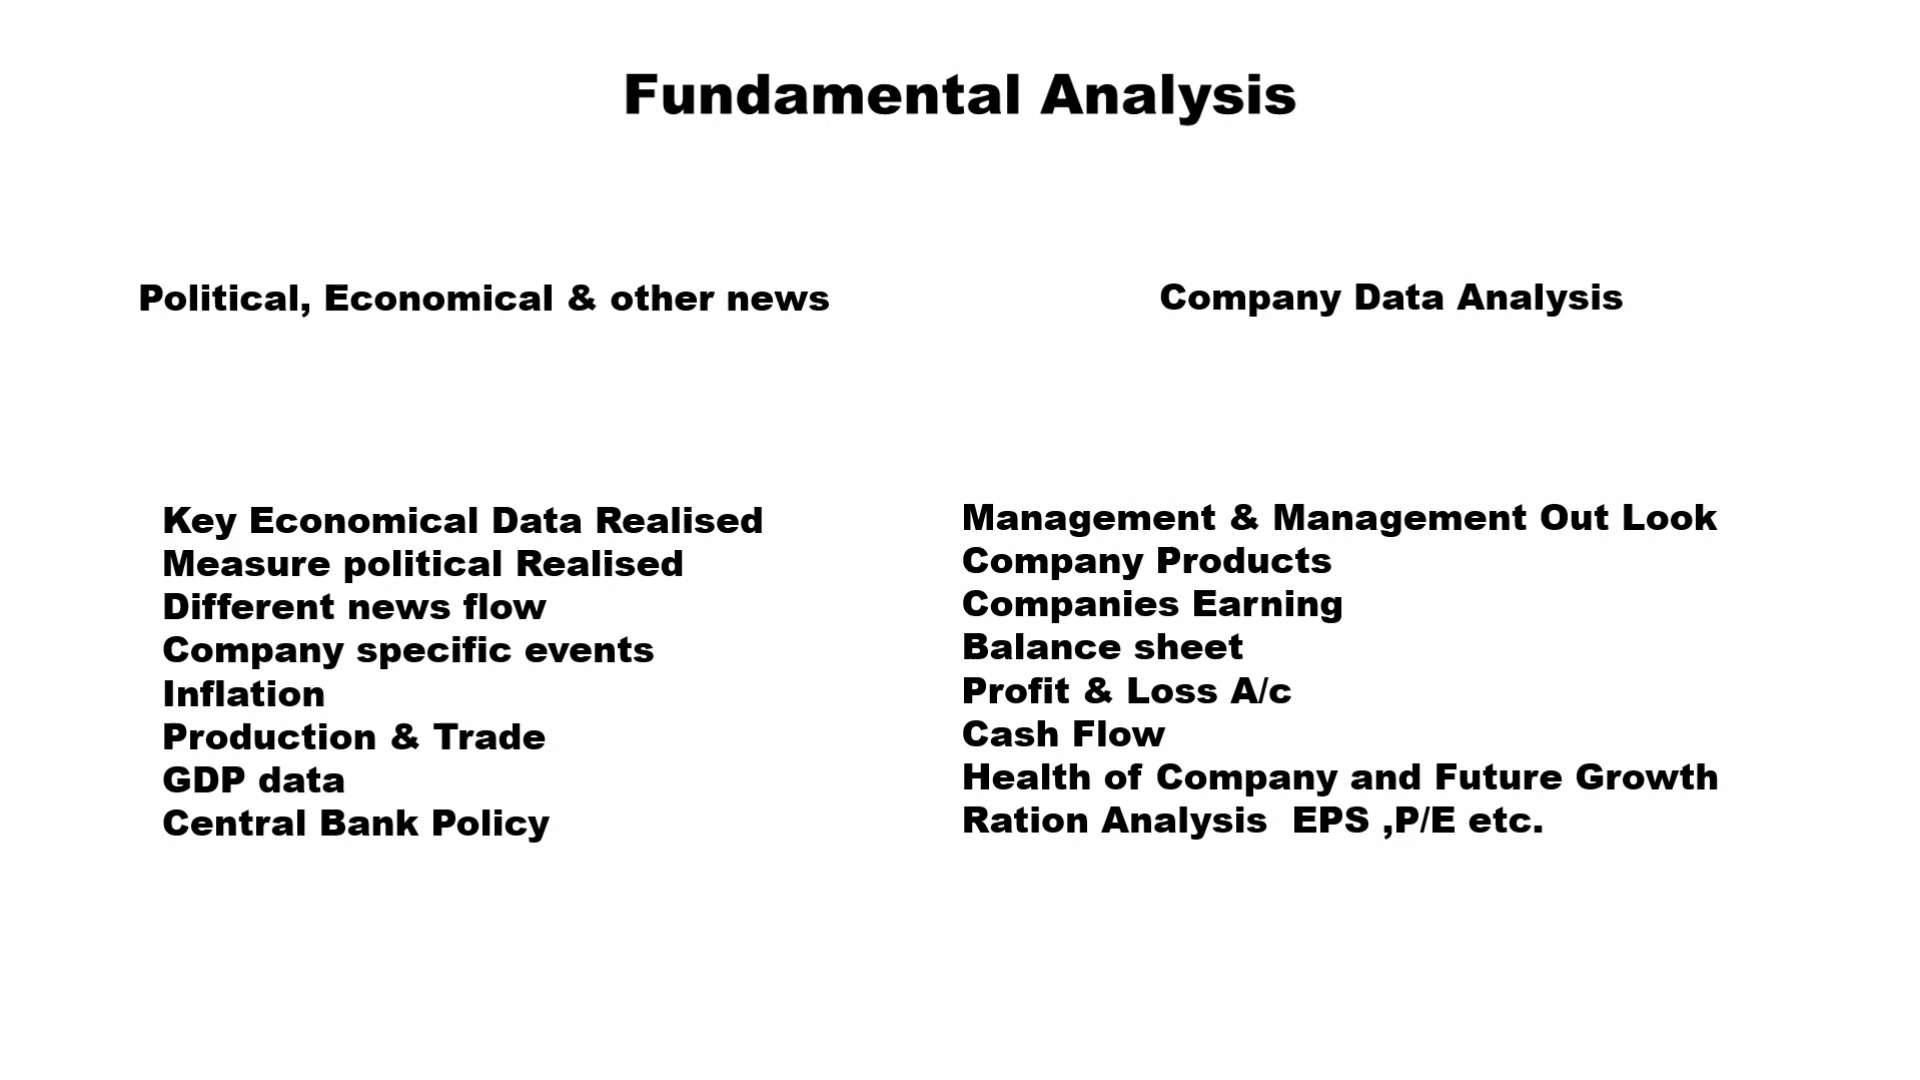 Fundamental Analysis
Political, Economical & other news
Key Economical Data Realised
Measure political Realised
Different news flow
Company specific events
Inflation
Production & Trade
GDP data
Central Bank Policy
Company Data Analysis
Management & Management Out Look
Company Products
Companies Earning
Balance sheet
Profit & Loss A/c
Cash Flow
Health of Company and Future Growth
Ration Analysis  EPS ,P/E etc.